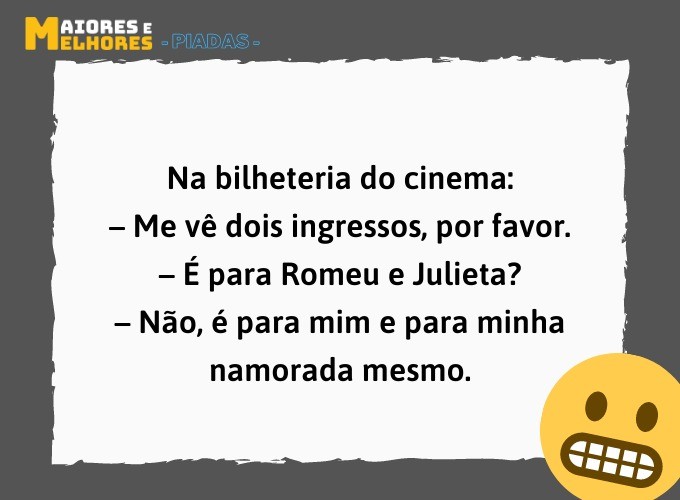 MAIORES E
MELHORES - PIADAS -
Na bilheteria do cinema:
– Me vê dois ingressos, por favor.
– É para Romeu e Julieta?
– Não, é para mim e para minha
namorada mesmo.